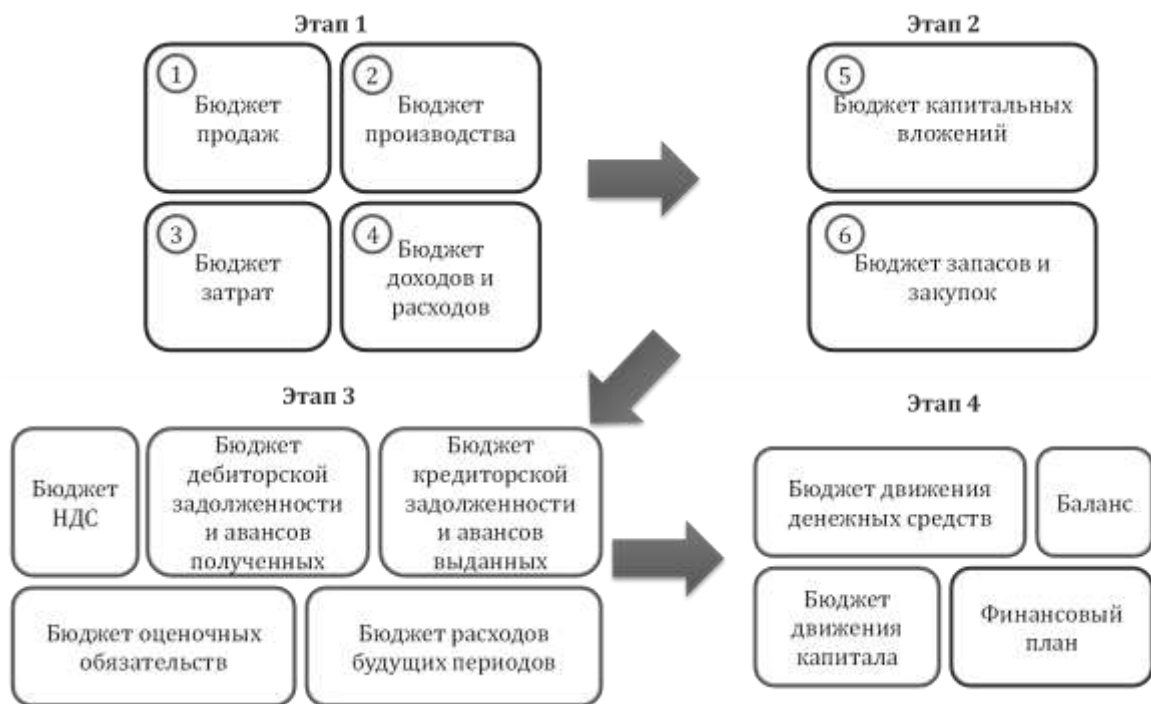 Этап 1
1
Бюджет
продаж
2
Бюджет
производства
3
Бюджет
затрат
4
Бюджет
доходов и
расходов
Этап 2
5
Бюджет капитальных
вложений
6
Бюджет запасов и
закупок
Этап 3
Бюджет
НДС
Бюджет
дебиторской
задолженности
и авансов
полученных
Бюджет
кредиторской
задолженности
и авансов
выданных
Бюджет оценочных
обязательств
Бюджет расходов
будущих периодов
Этап 4
Бюджет движения
денежных средств
Баланс
Бюджет
движения
капитала
Финансовый
план